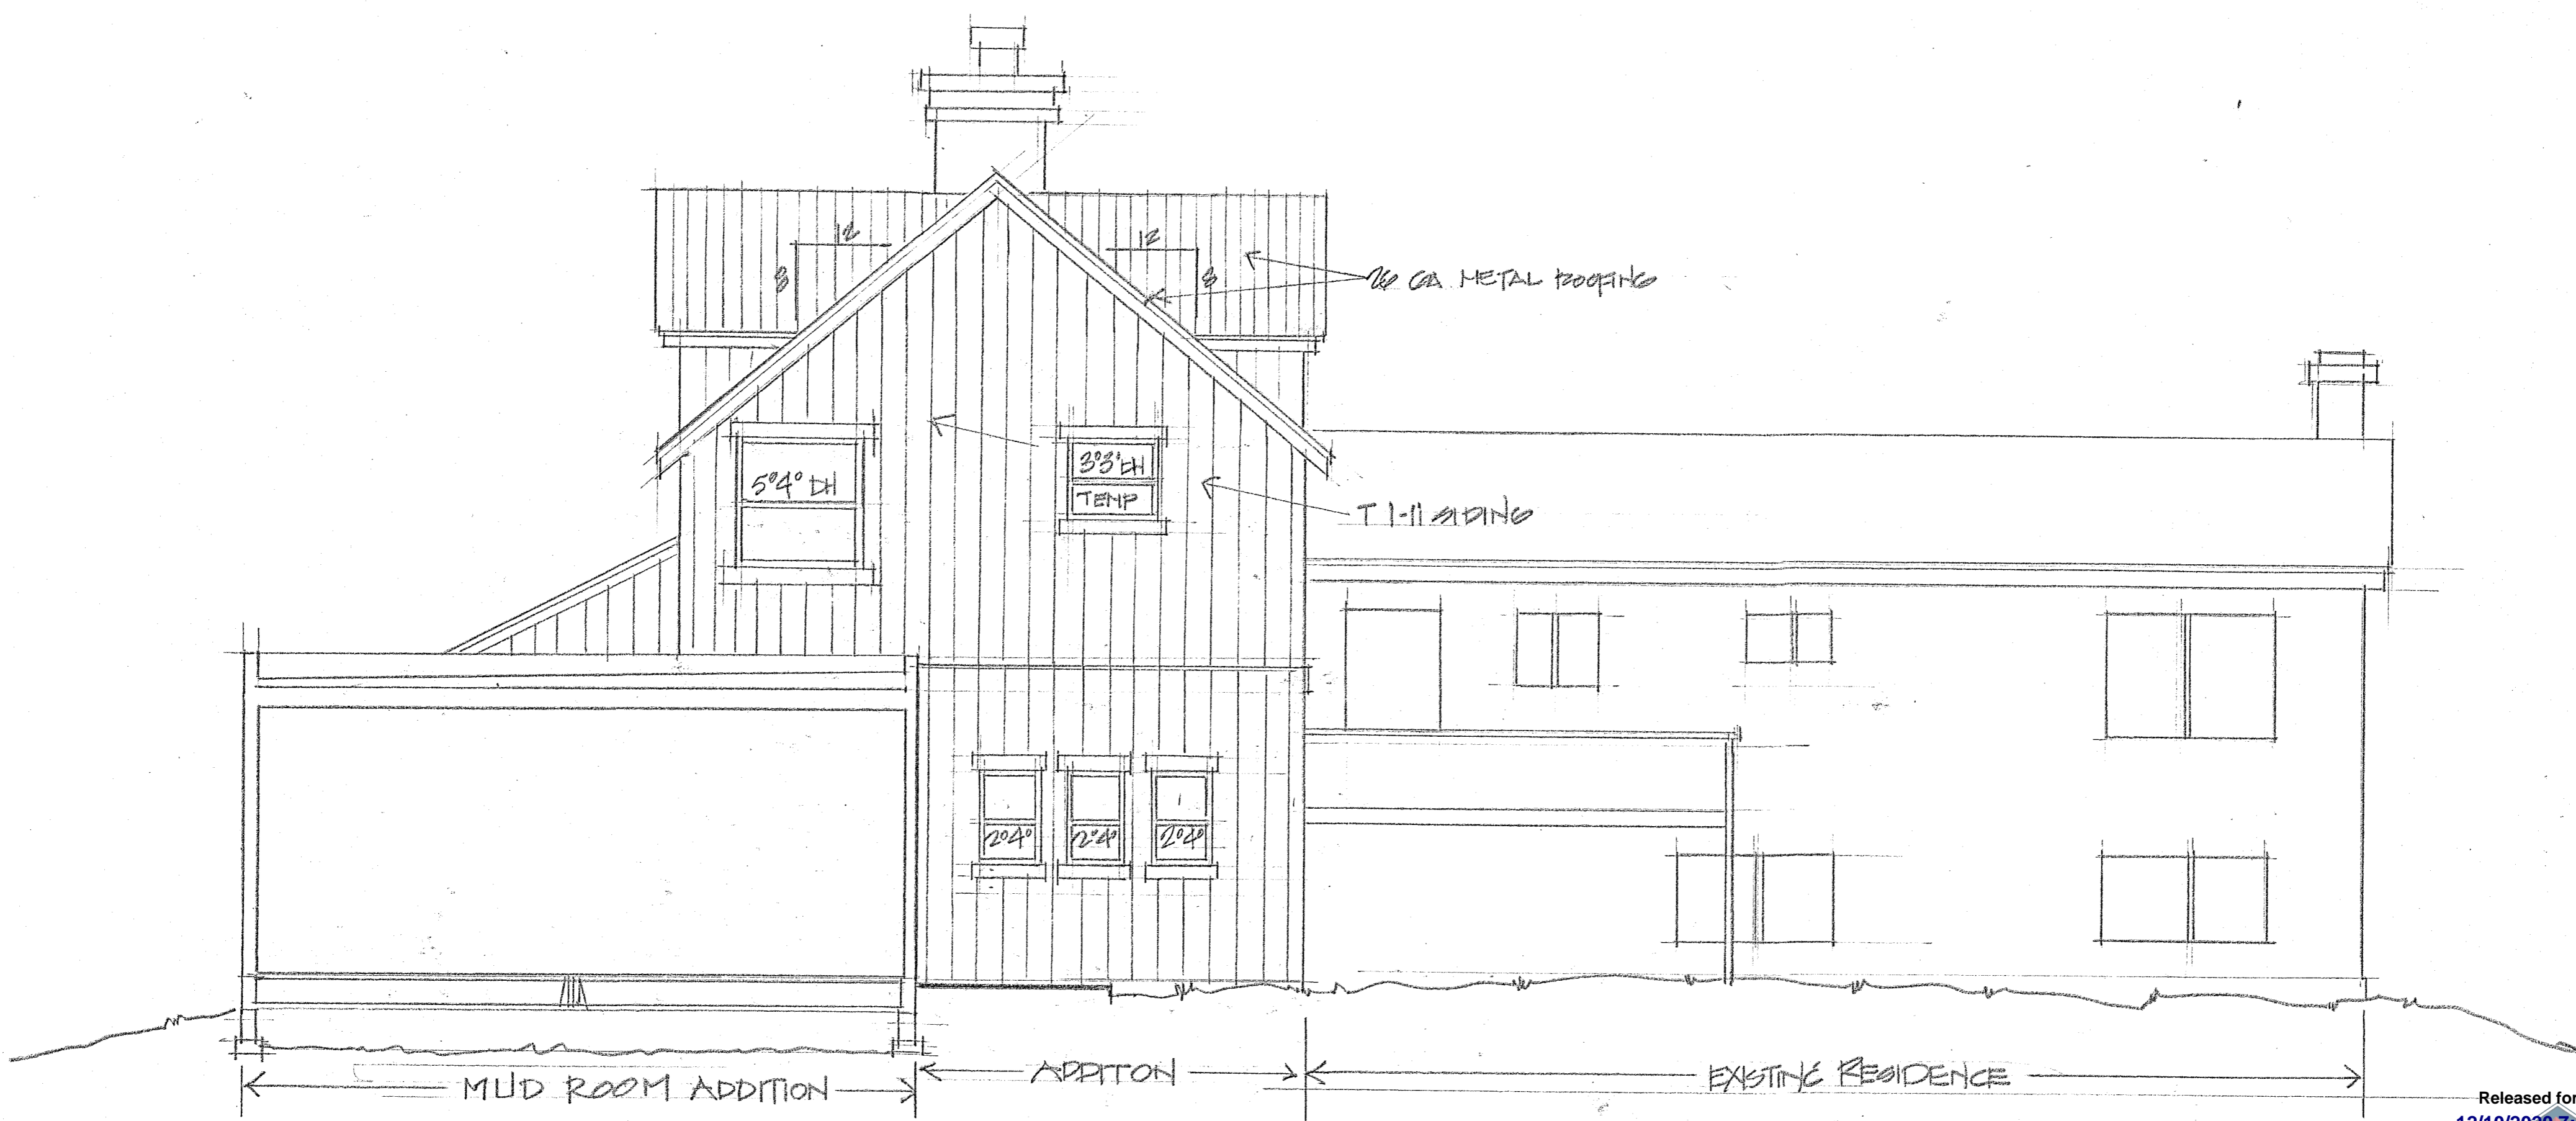 12
8
12
8
26 GA METAL ROOFING
5⁰4⁰ DH
3⁰3⁰ DH
TEMP
T 1-11 SIDING
2⁰4⁰
2⁰4⁰
2⁰4⁰
MUD ROOM ADDITION
ADDITON
EXISTING RESIDENCE
Released for